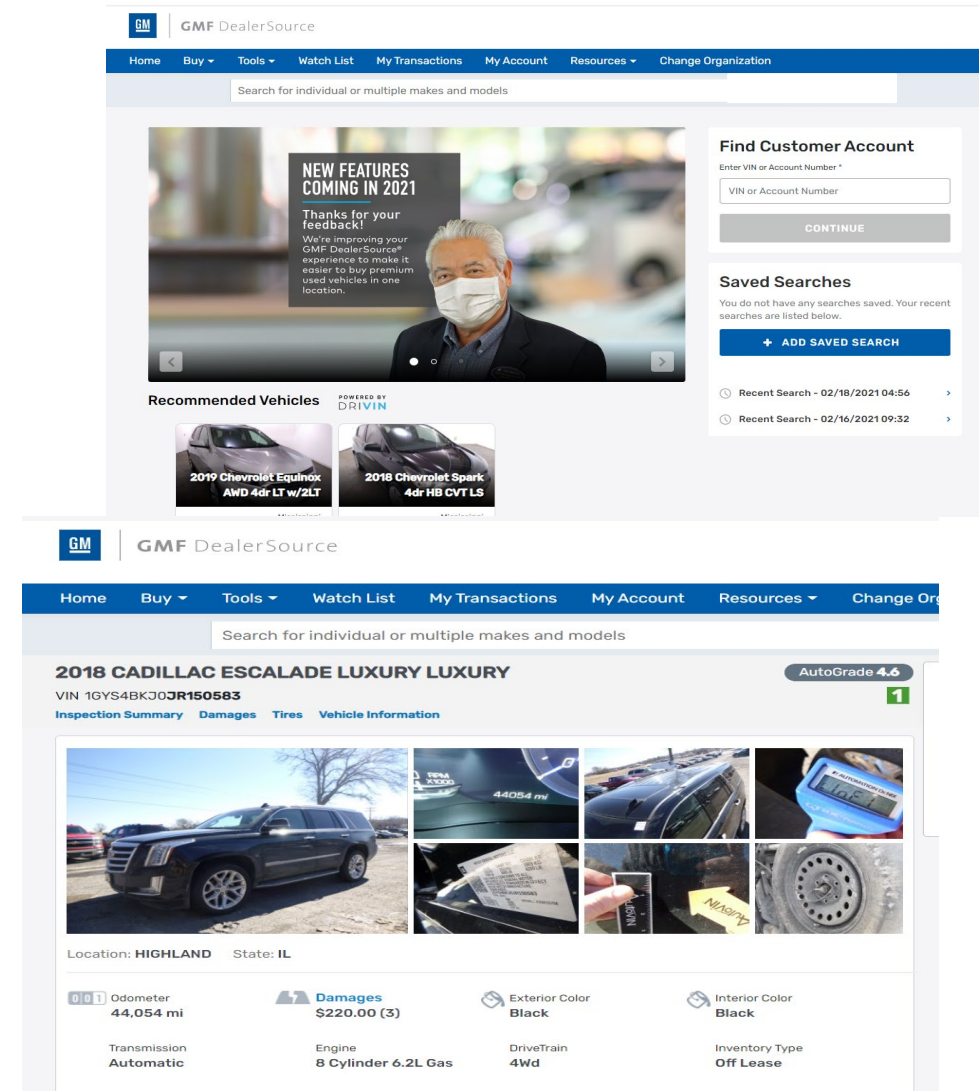 GM
GMF DealerSource
Home Buy Tools Watch List My Transactions My Account Resources Change Organization
Search for individual or multiple makes and models
NEW FEATURES
COMING IN 2021
Thanks for your
feedback!
We're improving your
GMF DealerSource®
experience to make it
easier to buy premium
used vehicles in one
location.
Find Customer Account
Enter VIN or Account Number *
VIN or Account Number
CONTINUE
Saved Searches
You do not have any searches saved. Your recent
searches are listed below.
+ ADD SAVED SEARCH
Recent Search - 02/18/2021 04:56
Recent Search - 02/16/2021 09:32
Recommended Vehicles POWERED BY
DRIVIN
2019 Chevrolet Equinox
AWD 4dr LT w/2LT
2018 Chevrolet Spark
4dr HB CVT LS
GM
GMF DealerSource
Home Buy Tools Watch List My Transactions My Account Resources Change Org
Search for individual or multiple makes and models
2018 CADILLAC ESCALADE LUXURY LUXURY
AutoGrade 4.6
VIN 1GYS4BKJ0JR150583
1
Inspection Summary Damages Tires Vehicle Information
RPM
X1000
44054 mi
AutoVIN
Location: HIGHLAND State: IL
001 Odometer
44,054 mi
Damages
$220.00 (3)
Exterior Color
Black
Interior Color
Black
Transmission
Automatic
Engine
8 Cylinder 6.2L Gas
DriveTrain
4Wd
Inventory Type
Off Lease